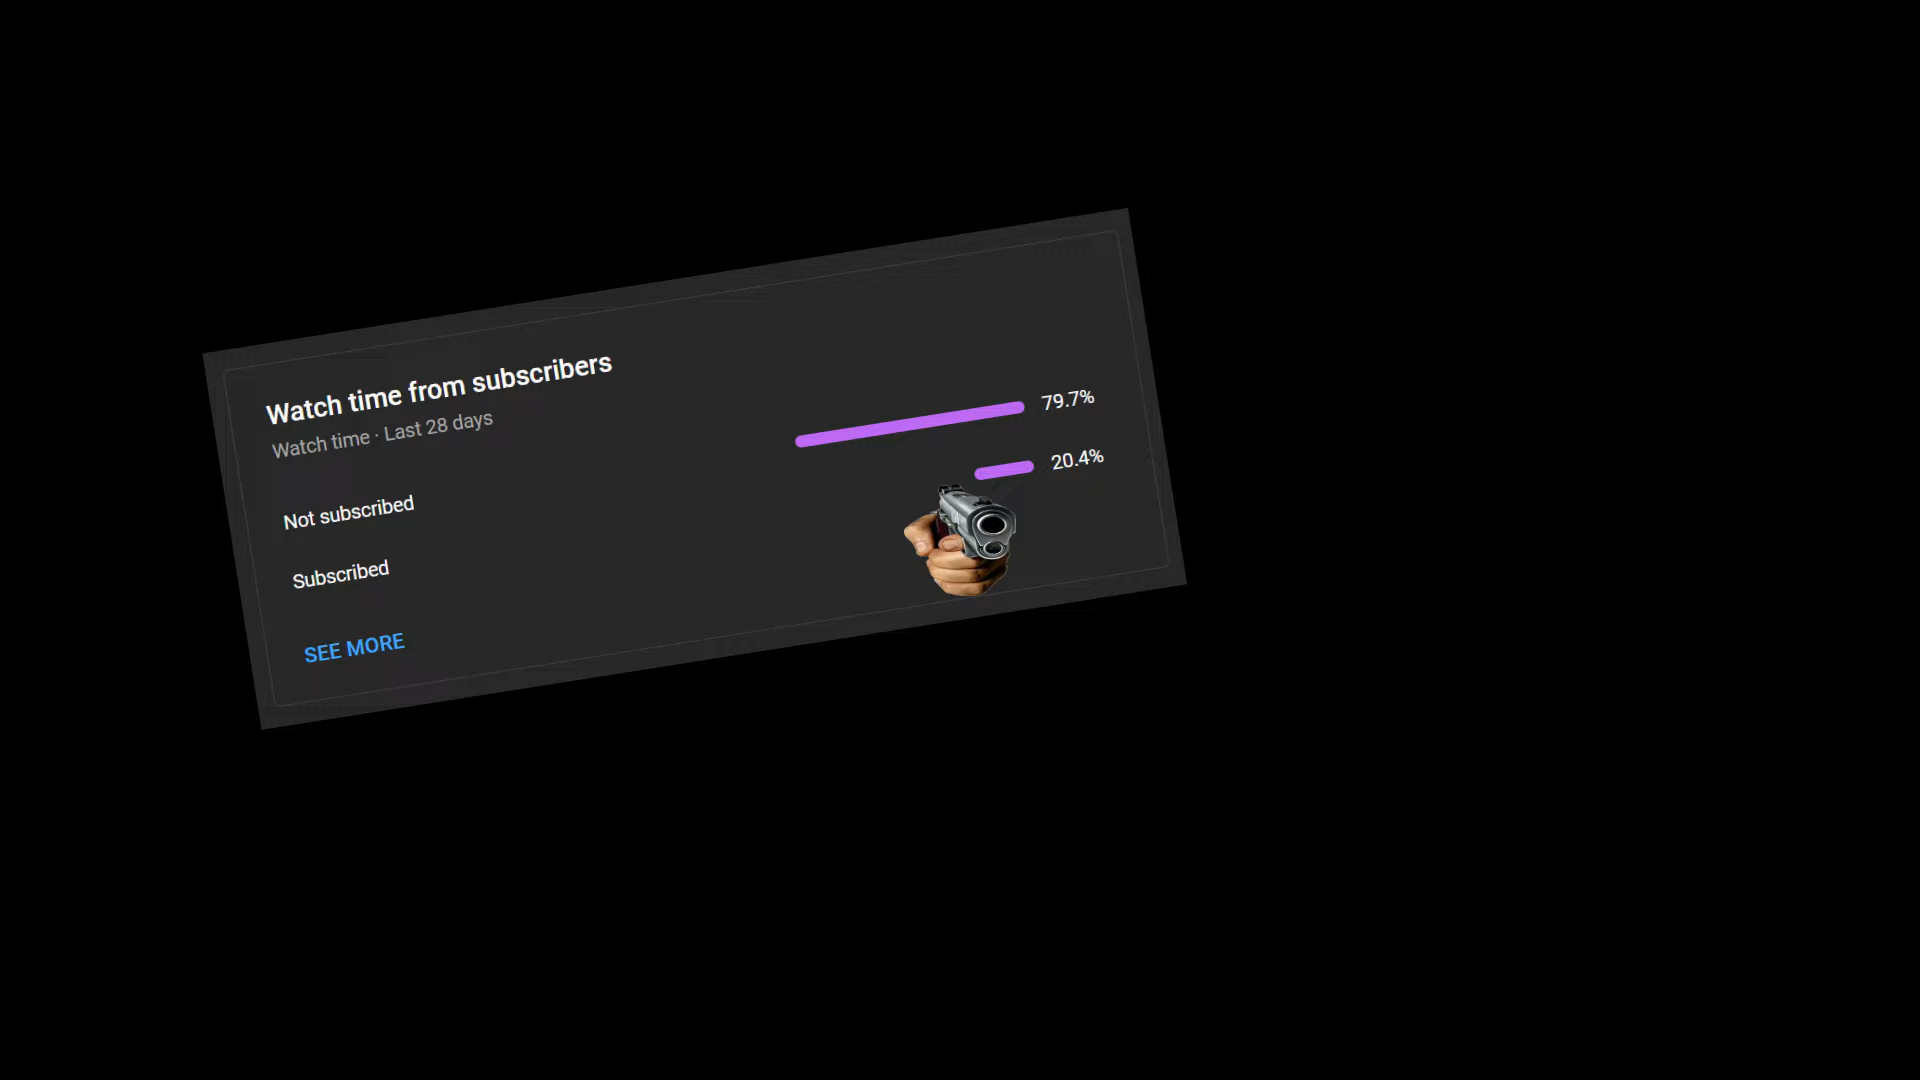 Watch time from subscribers
Watch time · Last 28 days
Not subscribed 79.7%
Subscribed 20.4%
SEE MORE